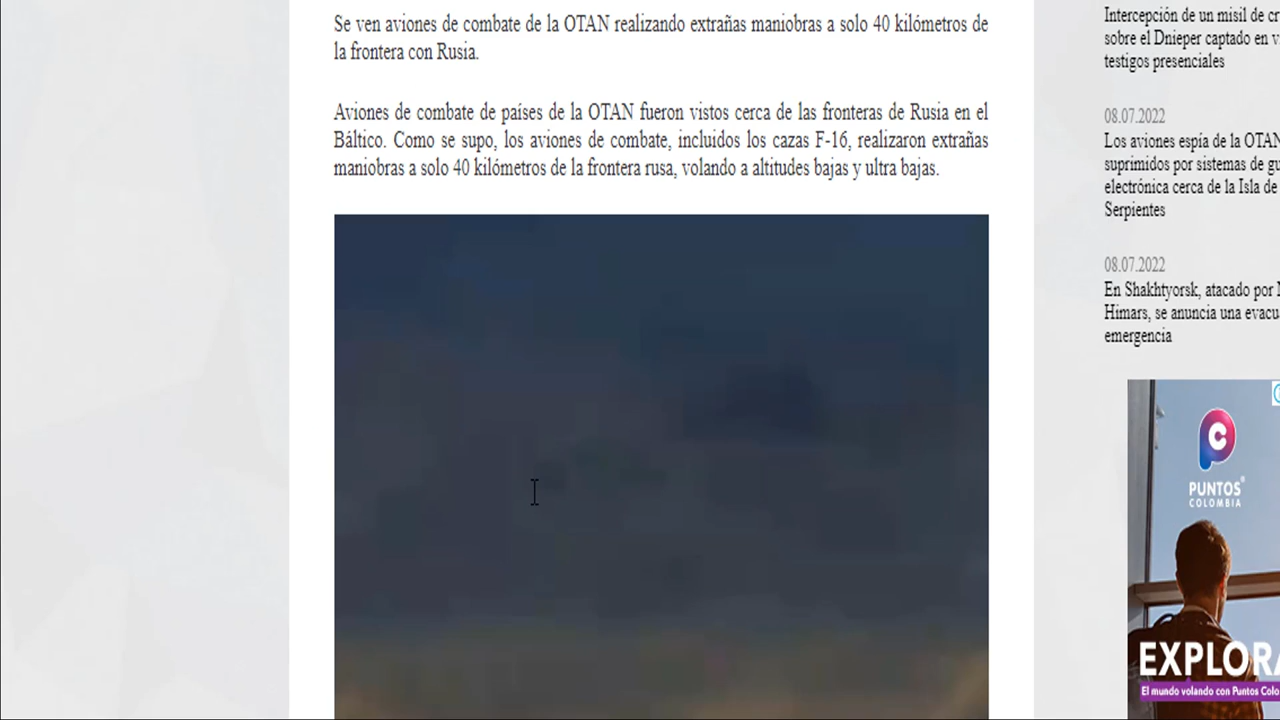 Se ven aviones de combate de la OTAN realizando extrañas maniobras a solo 40 kilómetros de
la frontera con Rusia.
Aviones de combate de países de la OTAN fueron vistos cerca de las fronteras de Rusia en el
Báltico. Como se supo, los aviones de combate, incluidos los cazas F-16, realizaron extrañas
maniobras a solo 40 kilómetros de la frontera rusa, volando a altitudes bajas y ultra bajas.
Intercepción de un misil de cr
sobre el Dnieper captado en v
testigos presenciales
08.07.2022
Los aviones espía de la OTAN
suprimidos por sistemas de gu
electrónica cerca de la Isla de
Serpientes
08.07.2022
En Shakhtyorsk, atacado por
Himars, se anuncia una evacu
emergencia
PUNTOS
COLOMBIA
EXPLORA
El mundo volando con Puntos Colo